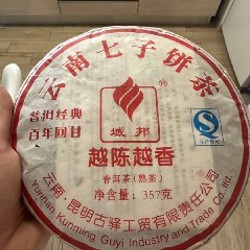 云南七子饼茶
普洱经典
百年回甘
®
城邦
越陈越香
普洱茶(熟茶)
净含量:357克
云南·昆明古驿工贸有限责任公司
Yunnan Kunming Guyi Industry and Trade Co., Ltd